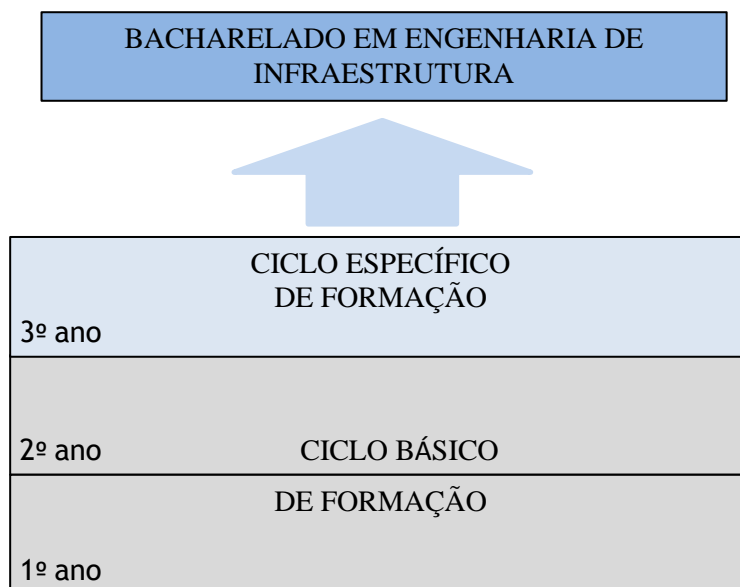 BACHARELADO EM ENGENHARIA DE
INFRAESTRUTURA
CICLO ESPECÍFICO
DE FORMAÇÃO
3º ano
2º ano CICLO BÁSICO
DE FORMAÇÃO
1º ano